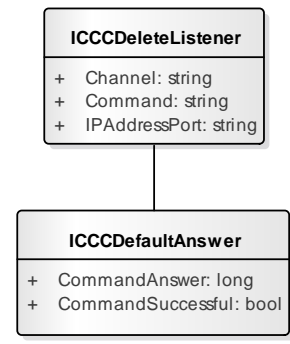 ICCCDeleteListener
+ Channel: string
+ Command: string
+ IPAddressPort: string
ICCCDefaultAnswer
+ CommandAnswer: long
+ CommandSuccessful: bool